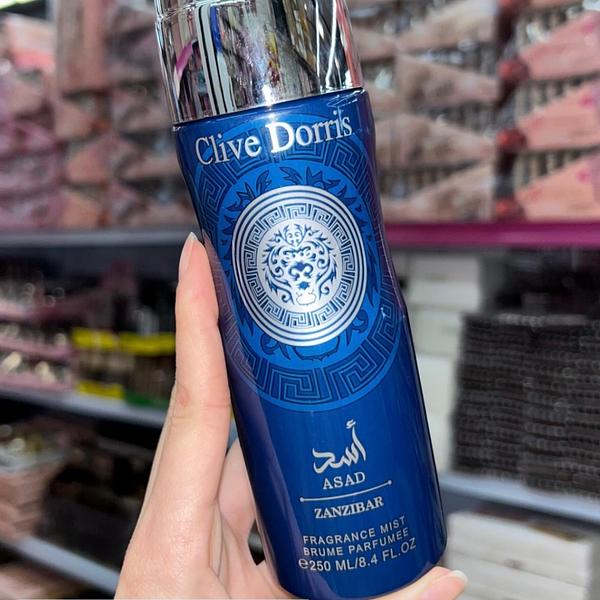 Clive Dorris
أسد
ASAD
ZANZIBAR
FRAGRANCE MIST
BRUME PARFUMEE
℮250 ML/8.4 FL.OZ